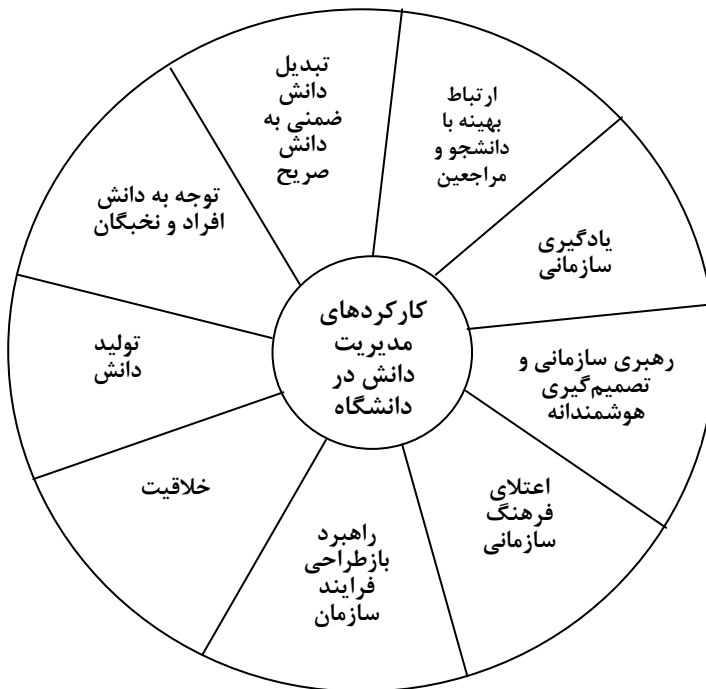 تبدیل
دانش
ضمنی به
دانش
صریح
ارتباط
بهینه با
دانشجو و
مراجعین
یادگیری
سازمانی
رهبری سازمانی و
تصمیم‌گیری
هوشمندانه
اعتلای
فرهنگ
سازمانی
راهبرد
بازطراحی
فرایند
سازمان
خلاقیت
تولید
دانش
توجه به دانش
افراد و نخبگان
کارکردهای
مدیریت
دانش در
دانشگاه